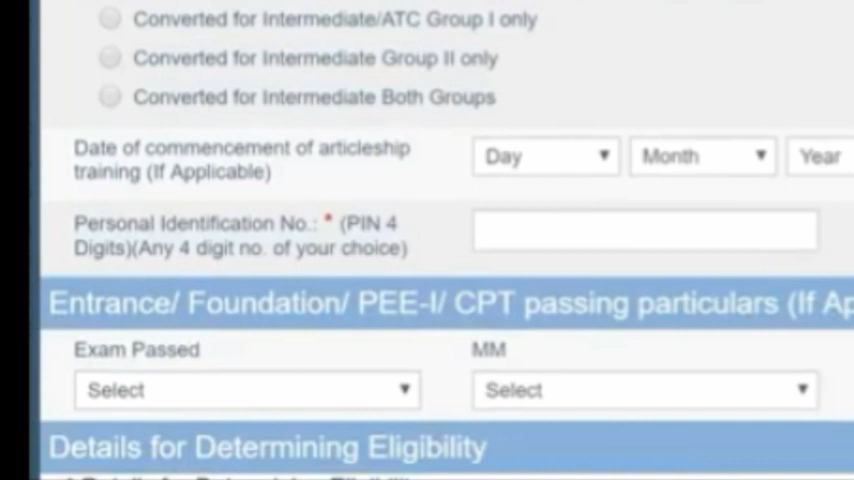 Converted for Intermediate/ATC Group I only
Converted for Intermediate Group II only
Converted for Intermediate Both Groups
Date of commencement of articleship
training (If Applicable)
Day
Month
Year
Personal Identification No.: * (PIN 4
Digits)(Any 4 digit no. of your choice)
Entrance/ Foundation/ PEE-I/ CPT passing particulars (If Ap
Exam Passed
MM
Select
Select
Details for Determining Eligibility